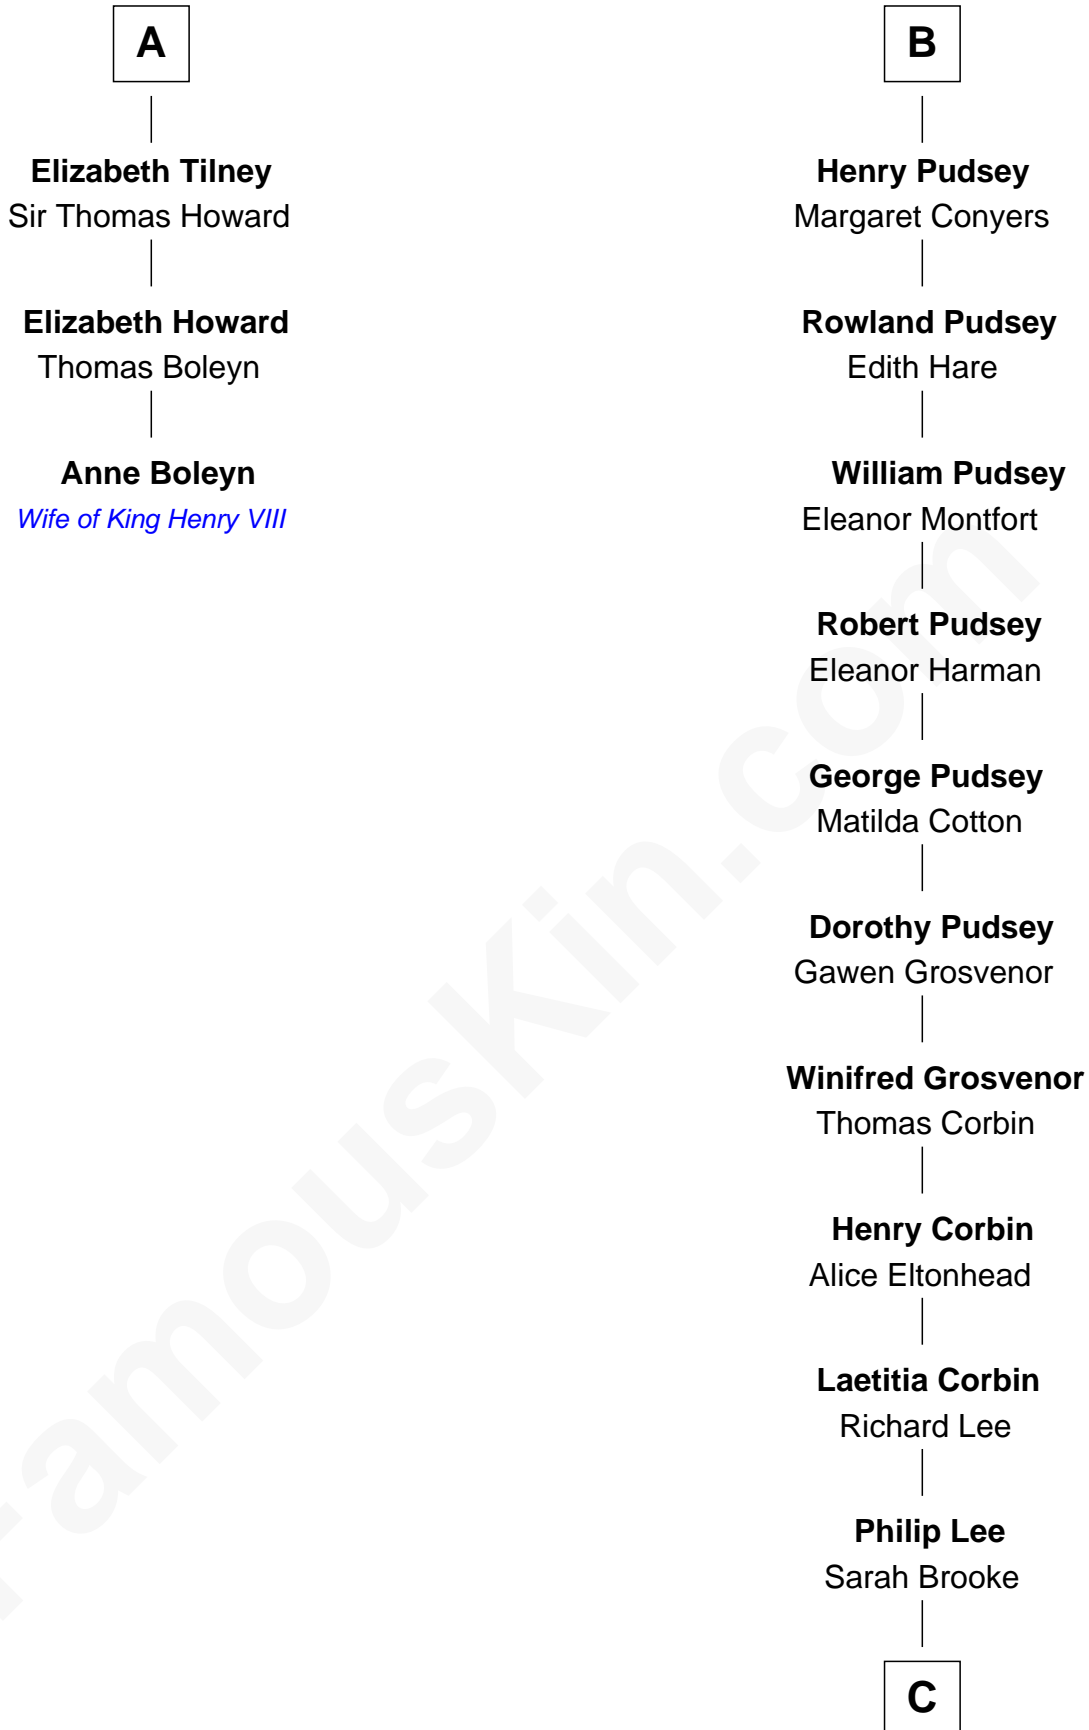 A
Elizabeth Tilney
Sir Thomas Howard
Elizabeth Howard
Thomas Boleyn
Anne Boleyn
Wife of King Henry VIII
B
Henry Pudsey
Margaret Conyers
Rowland Pudsey
Edith Hare
William Pudsey
Eleanor Montfort
Robert Pudsey
Eleanor Harman
George Pudsey
Matilda Cotton
Dorothy Pudsey
Gawen Grosvenor
Winifred Grosvenor
Thomas Corbin
Henry Corbin
Alice Eltonhead
Laetitia Corbin
Richard Lee
Philip Lee
Sarah Brooke
C
FamousKin.com